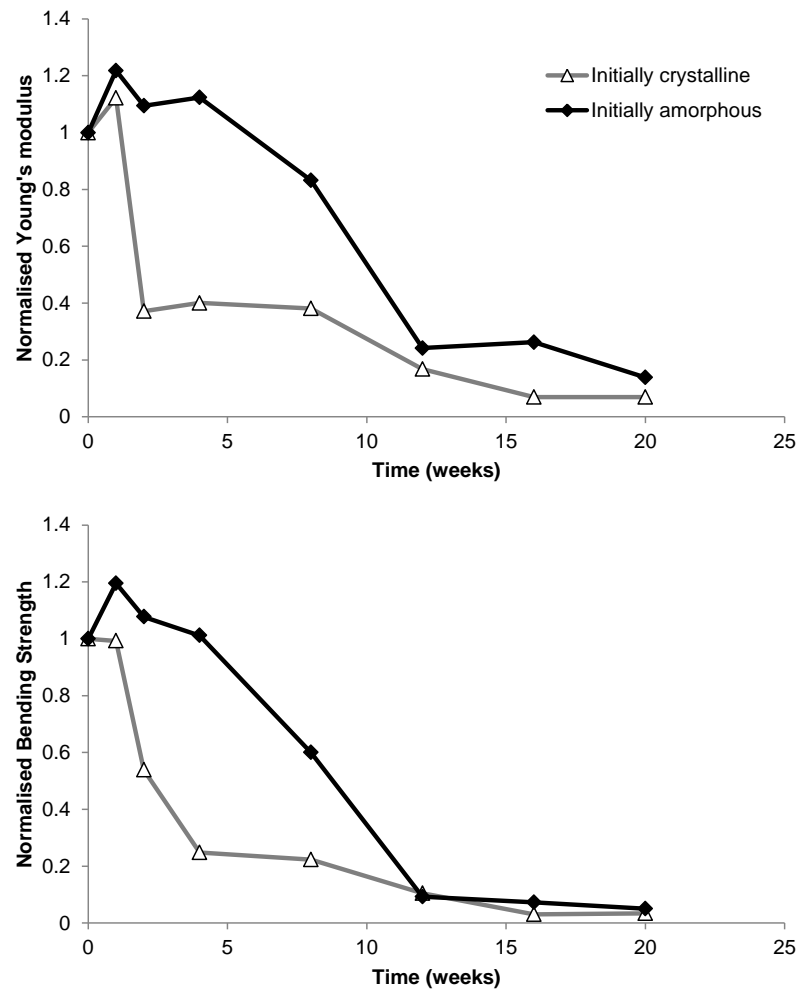 1.4
1.2
1
0.8
0.6
0.4
0.2
0
Normalised Young's modulus
Initially crystalline
Initially amorphous
0 5 10 15 20 25
Time (weeks)
1.4
1.2
1
0.8
0.6
0.4
0.2
0
Normalised Bending Strength
0 5 10 15 20 25
Time (weeks)